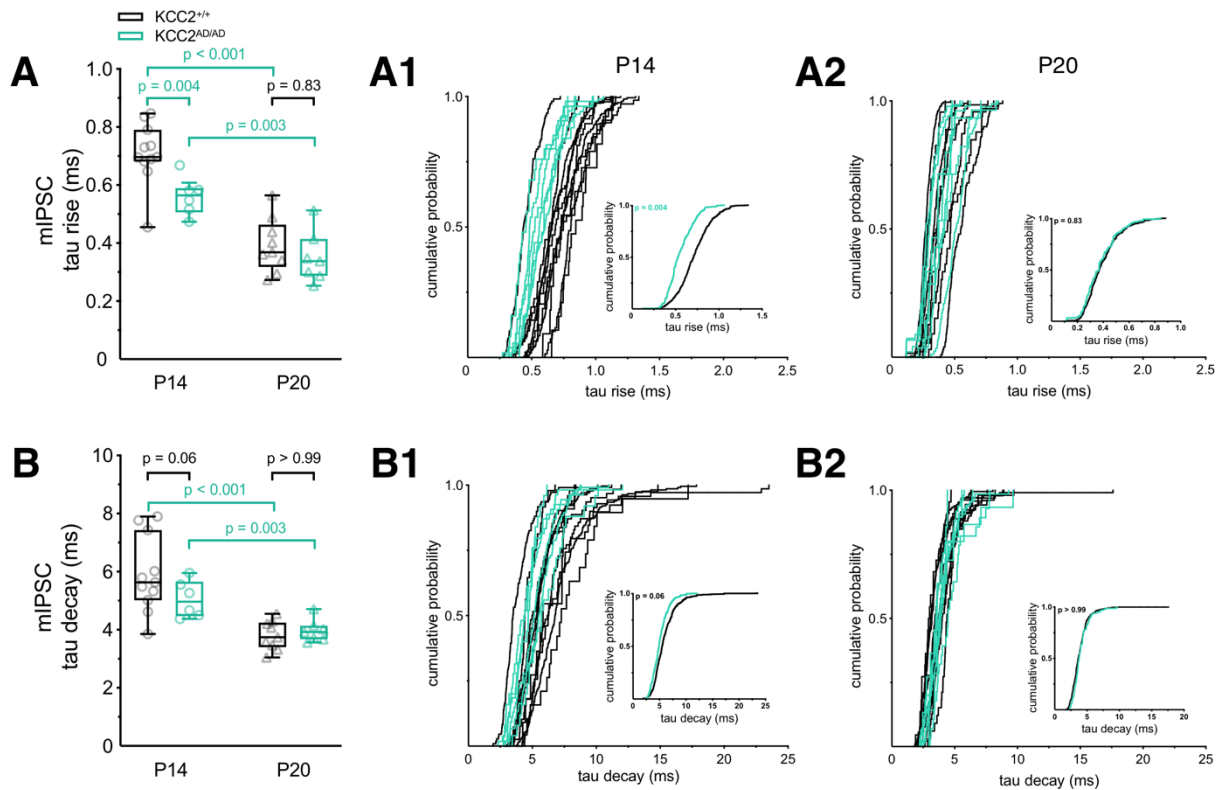 KCC2+/+
KCC2AD/AD
A
A1
P14
A2
P20
p < 0.001
p = 0.004
p = 0.83
p = 0.003
mIPSC
tau rise (ms)
1.0
0.8
0.6
0.4
0.2
0
P14
P20
cumulative probability
1.0
0.5
0
0.5
1.0
1.5
2.0
2.5
tau rise (ms)
p = 0.004
cumulative probability
1.0
0.5
0.5
1.0
1.5
tau rise (ms)
cumulative probability
1.0
0.5
0
0.5
1.0
1.5
2.0
2.5
tau rise (ms)
p = 0.83
cumulative probability
1.0
0.5
0.2
0.4
0.6
0.8
1.0
tau rise (ms)
B
B1
B2
p = 0.06
p > 0.99
p < 0.001
p = 0.003
mIPSC
tau decay (ms)
10
8
6
4
2
0
P14
P20
cumulative probability
1.0
0.5
0
5
10
15
20
25
tau decay (ms)
p = 0.06
cumulative probability
1.0
0.5
0
5
10
15
20
25
tau decay (ms)
cumulative probability
1.0
0.5
0
5
10
15
20
25
tau decay (ms)
p > 0.99
cumulative probability
1.0
0.5
0
5
10
15
20
tau decay (ms)